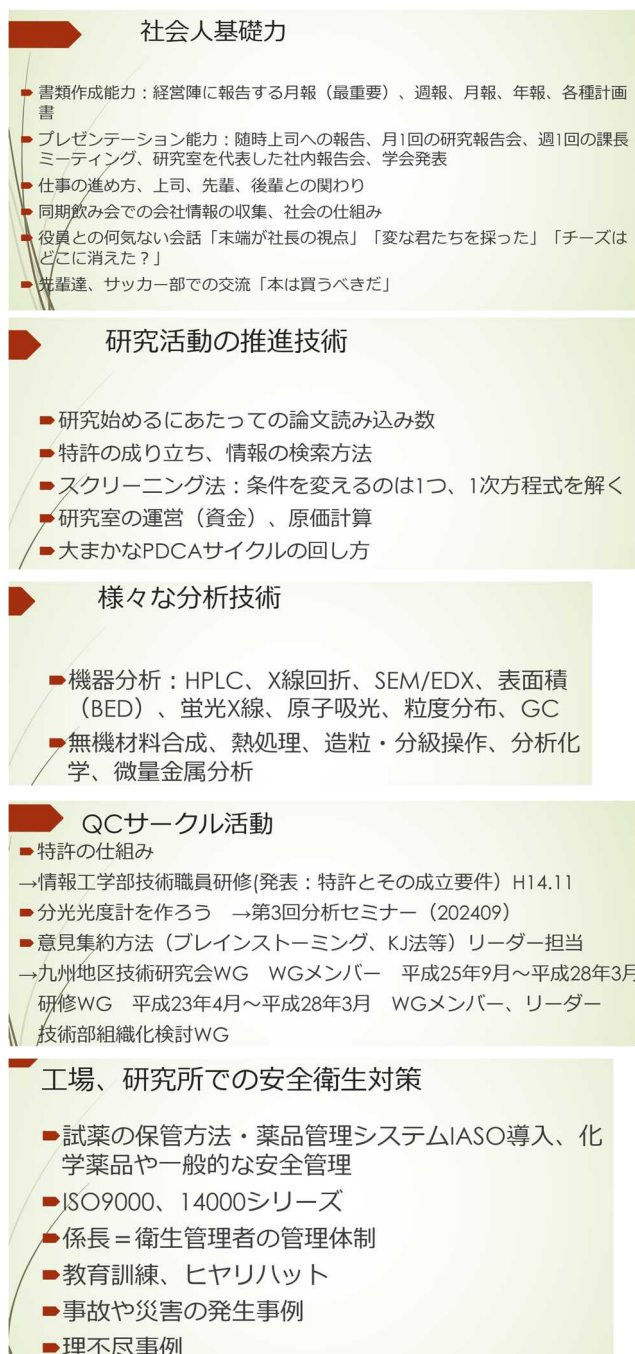 社会人基礎力
書類作成能力：経営陣に報告する月報（最重要）、週報、月報、年報、各種計画
書
プレゼンテーション能力：随時上司への報告、月1回の研究報告会、週1回の課長
ミーティング、研究室を代表した社内報告会、学会発表
仕事の進め方、上司、先輩、後輩との関わり
同期飲み会での会社情報の収集、社会の仕組み
役員との何気ない会話「末端が社長の視点」「変な君たちを採った」「チーズは
どこに消えた？」
先輩達、サッカー部での交流「本は買うべきだ」
研究活動の推進技術
研究始めるにあたっての論文読み込み数
特許の成り立ち、情報の検索方法
スクリーニング法：条件を変えるのは1つ、1次方程式を解く
研究室の運営（資金）、原価計算
大まかなPDCAサイクルの回し方
様々な分析技術
機器分析：HPLC、X線回折、SEM/EDX、表面積
（BED）、蛍光X線、原子吸光、粒度分布、GC
無機材料合成、熱処理、造粒・分級操作、分析化
学、微量金属分析
QCサークル活動
特許の仕組み
→情報工学部技術職員研修(発表：特許とその成立要件）H14.11
分光光度計を作ろう　→第3回分析セミナー（202409）
意見集約方法（ブレインストーミング、KJ法等）リーダー担当
→九州地区技術研究会WG　WGメンバー　平成25年9月～平成28年3月
研修WG　平成23年4月～平成28年3月　WGメンバー、リーダー
技術部組織化検討WG
工場、研究所での安全衛生対策
試薬の保管方法・薬品管理システムIASO導入、化
学薬品や一般的な安全管理
ISO9000、14000シリーズ
係長＝衛生管理者の管理体制
教育訓練、ヒヤリハット
事故や災害の発生事例
理不尽事例